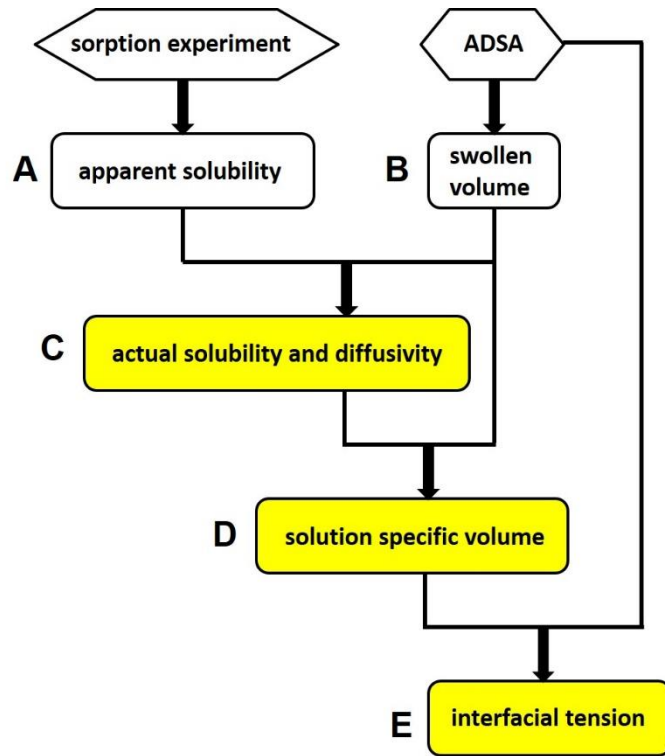 sorption experiment
ADSA
A
apparent solubility
B
swollen
volume
C
actual solubility and diffusivity
D
solution specific volume
E
interfacial tension